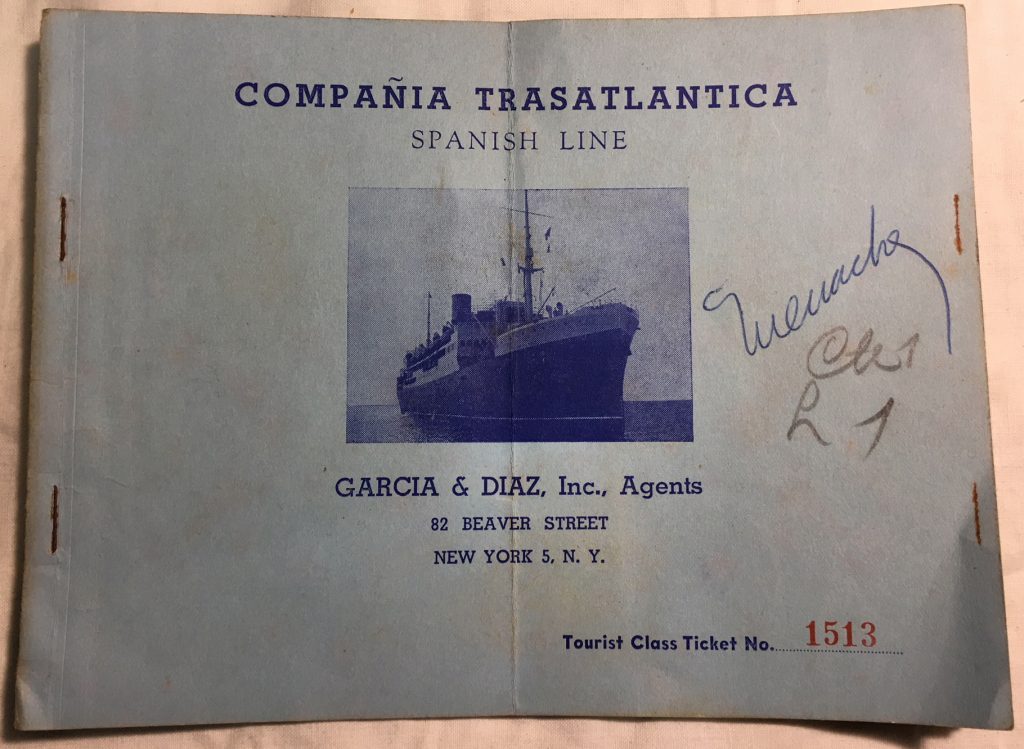 COMPAÑIA TRASATLANTICA
SPANISH LINE
GARCIA & DIAZ, Inc., Agents
82 BEAVER STREET
NEW YORK 5, N. Y.
Tourist Class Ticket No. 1513